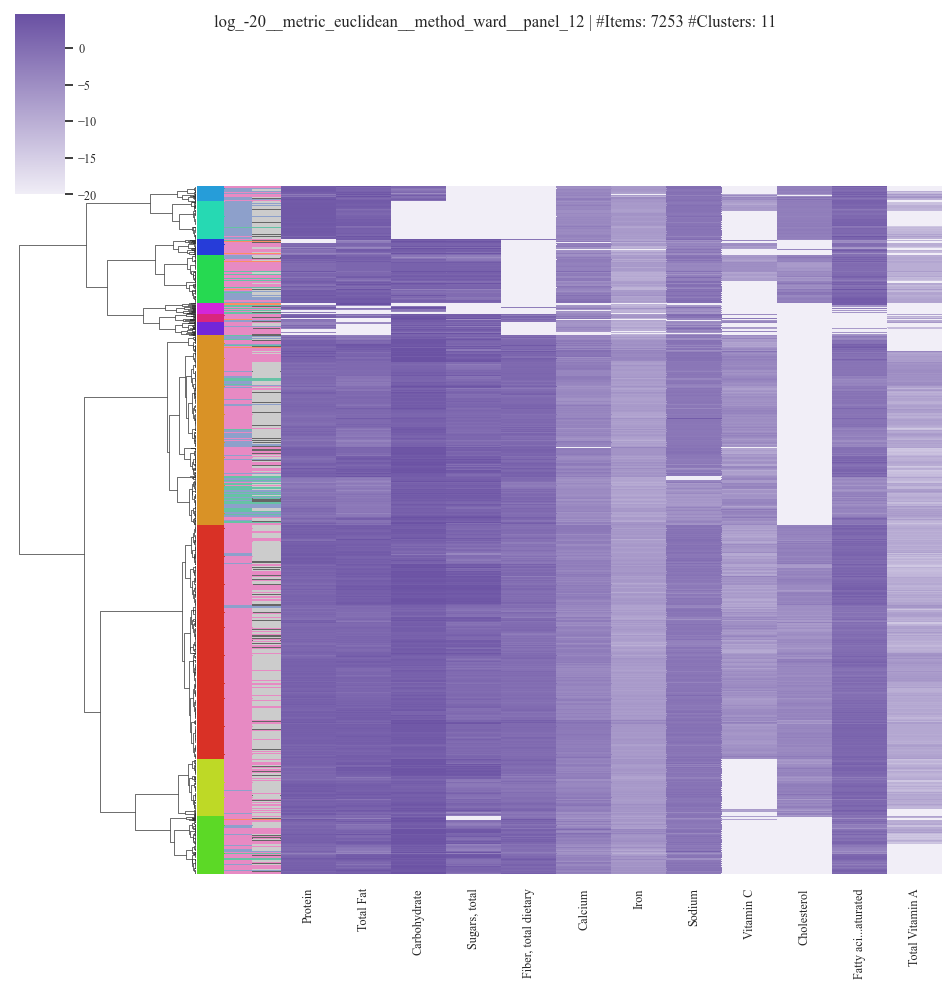 log_-20__metric_euclidean__method_ward__panel_12 | #Items: 7253 #Clusters: 11
0
−5
−10
−15
−20
Protein
Total Fat
Carbohydrate
Sugars, total
Fiber, total dietary
Calcium
Iron
Sodium
Vitamin C
Cholesterol
Fatty aci...aturated
Total Vitamin A